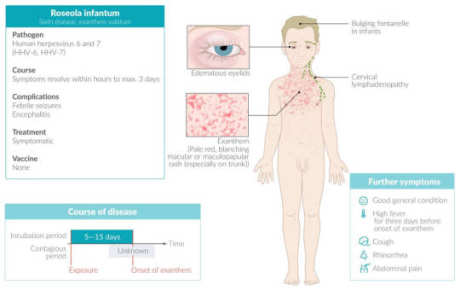 Roseola infantum
Sixth disease, exanthem subitum
Pathogen
Human herpesvirus 6 and 7
(HHV-6, HHV-7)
Course
Symptoms resolve within hours to max. 3 days
Complications
Febrile seizures
Encephalitis
Treatment
Symptomatic
Vaccine
None
Edematous eyelids
Exanthem
(Pale red, blanching
macular or maculopapular
rash (especially on trunk))
Bulging fontanelle
in infants
Cervical
lymphadenopathy
Further symptoms
Good general condition
High fever
for three days before
onset of exanthem
Cough
Rhinorrhea
Abdominal pain
Course of disease
Incubation period
5–15 days
Time
Contagious
period
Unknown
Exposure
Onset of exanthem